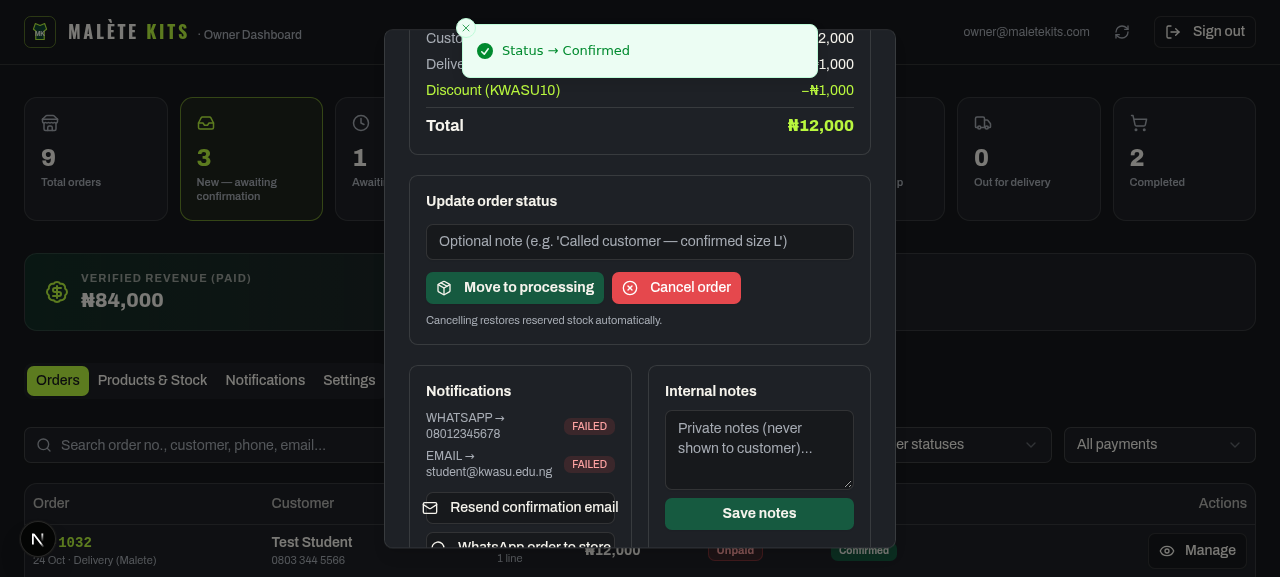 MALÈTE KITS · Owner Dashboard
owner@maletekits.com
Sign out
Status → Confirmed
2,000
1,000
Discount (KWASU10) –₦1,000
Total ₦12,000
9
Total orders
3
New — awaiting
confirmation
1
0
Out for delivery
2
Completed
Update order status
Optional note (e.g. 'Called customer — confirmed size L')
Move to processing
Cancel order
Cancelling restores reserved stock automatically.
VERIFIED REVENUE (PAID)
₦84,000
Orders
Products & Stock
Notifications
Settings
Search order no., customer, phone, email...
All payments
Notifications
WHATSAPP →
08012345678
FAILED
EMAIL →
student@kwasu.edu.ng
FAILED
Resend confirmation email
WhatsApp order to store
Internal notes
Private notes (never
shown to customer)...
Save notes
Order
Customer
Actions
1032
24 Oct · Delivery (Malete)
Test Student
0803 344 5566
1 line
₦12,000
Unpaid
Confirmed
Manage